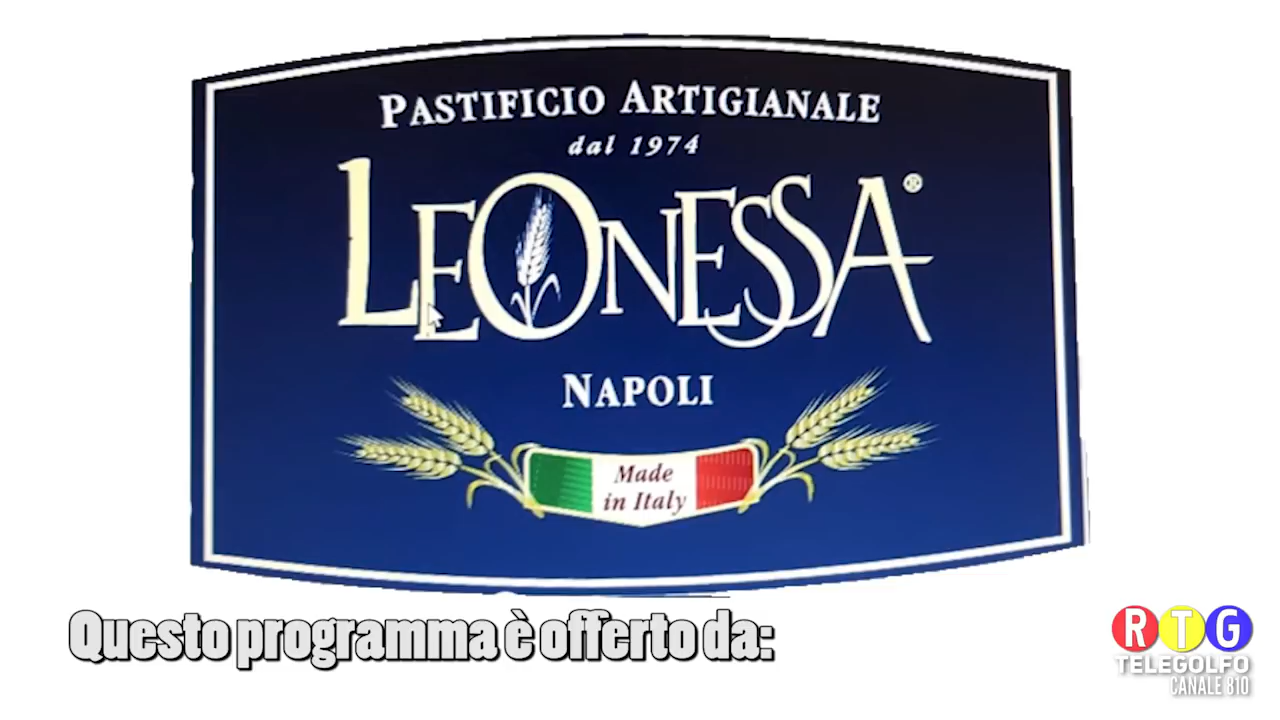 PASTIFICIO ARTIGIANALE
dal 1974
LEONESSA®
NAPOLI
Made
in Italy
Questo programma è offerto da:
RTG
TELEGOLFO
CANALE 810